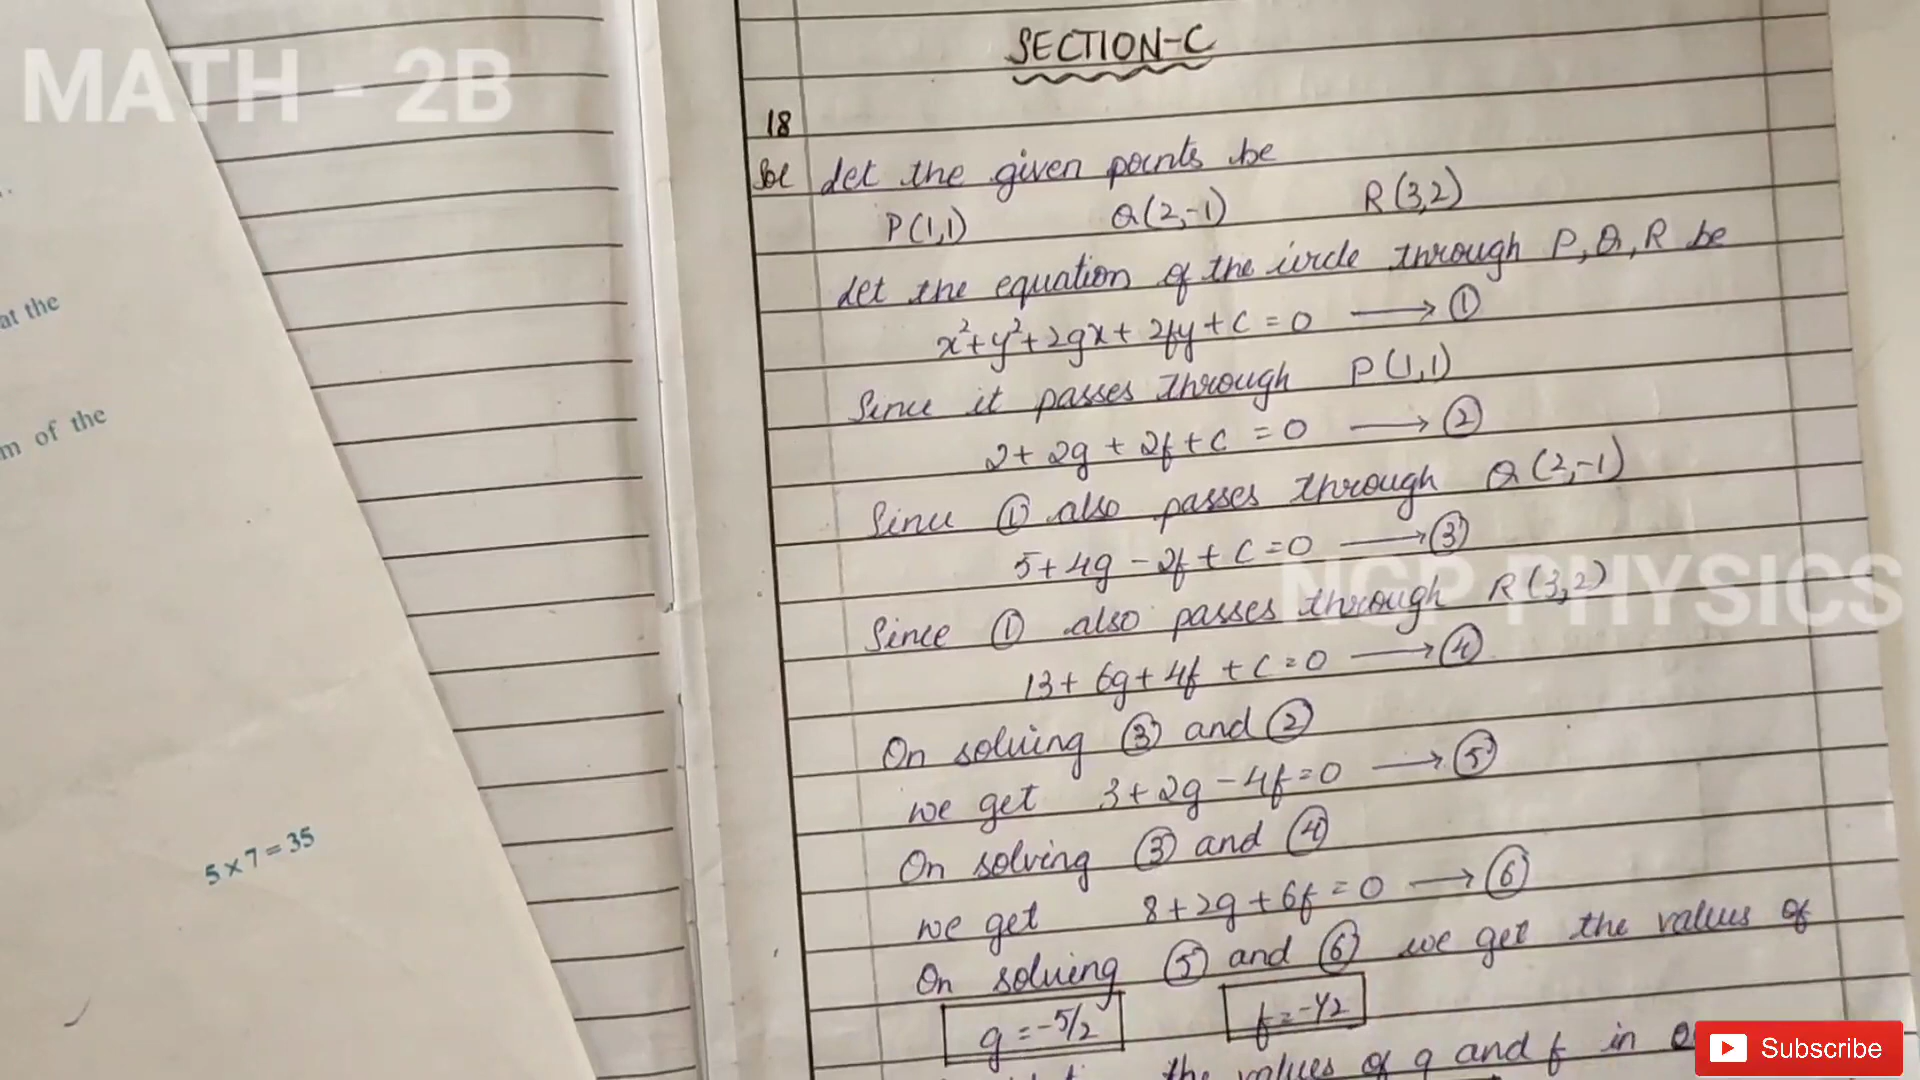 MATH - 2B
at the
m of the
5 × 7 = 35
SECTION-C
18
Sol Let the given points be
P(1,1) Q(2,-1) R(3,2)
Let the equation of the circle through P, Q, R be
x²+y²+2gx+2fy+c=0 → ①
Since it passes through P(1,1)
2+2g+2f+c=0 → ②
Since ① also passes through Q(2,-1)
5+4g-2f+c=0 → ③
NGP PHYSICS
Since ① also passes through R(3,2)
13+6g+4f+c=0 → ④
On solving ③ and ②
we get 3+2g-4f=0 → ⑤
On solving ③ and ④
we get 8+2g+6f=0 → ⑥
On solving ⑤ and ⑥ we get the values of
g=-5/2 f=-1/2
the values of g and f in
Subscribe